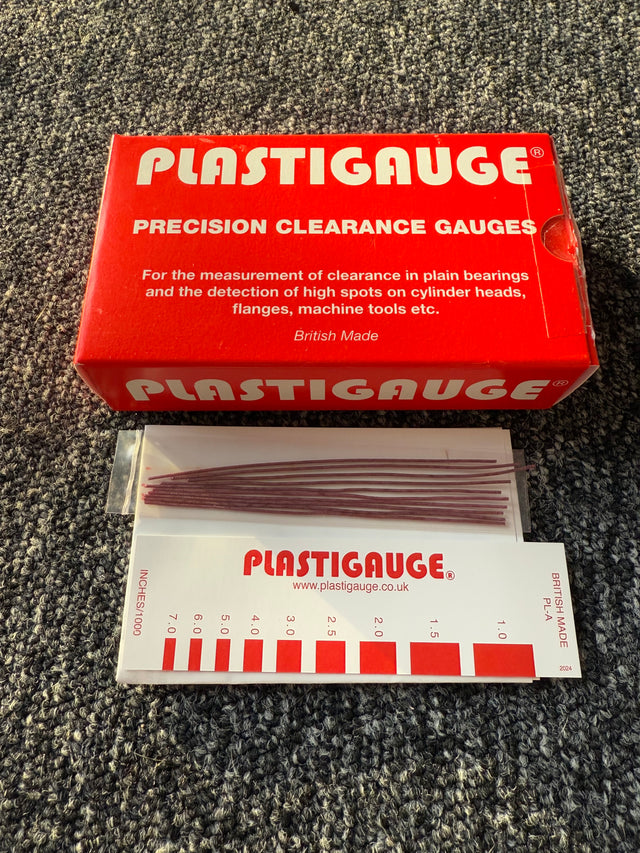 PLASTIGAUGE®
PRECISION CLEARANCE GAUGES
For the measurement of clearance in plain bearings
and the detection of high spots on cylinder heads,
flanges, machine tools etc.
British Made
PLASTIGAUGE®
PLASTIGAUGE®
www.plastigauge.co.uk
INCHES/1000
7.0 6.0 5.0 4.0 3.0 2.5 2.0 1.5 1.0
BRITISH MADE
PL-A
2024